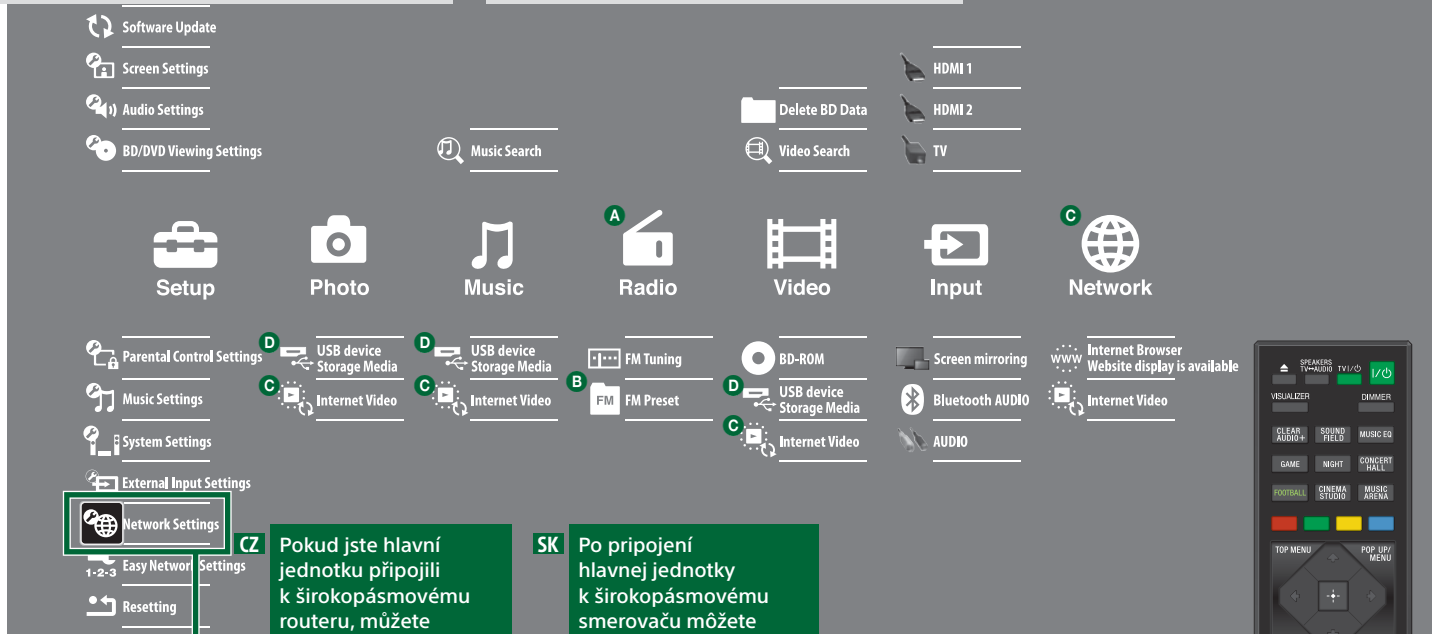 Software Update
Screen Settings
Audio Settings
BD/DVD Viewing Settings
Music Search
Delete BD Data
Video Search
HDMI 1
HDMI 2
TV
A
C
Setup
Photo
Music
Radio
Video
Input
Network
Parental Control Settings
Music Settings
System Settings
External Input Settings
Network Settings
1-2-3 Easy Network Settings
Resetting
D
USB device
Storage Media
C
Internet Video
D
USB device
Storage Media
C
Internet Video
FM Tuning
B
FM
FM Preset
BD-ROM
D
USB device
Storage Media
C
Internet Video
Screen mirroring
Bluetooth AUDIO
AUDIO
www
Internet Browser
Website display is available
Internet Video
CZ
Pokud jste hlavní
jednotku připojili
k širokopásmovému
routeru, můžete
SK
Po pripojení
hlavnej jednotky
k širokopásmovému
smerovaču môžete
SPEAKERS
TV↔AUDIO
TV I/⏻
I/⏻
VISUALIZER
DIMMER
CLEAR
AUDIO+
SOUND
FIELD
MUSIC EQ
GAME
NIGHT
CONCERT
HALL
FOOTBALL
CINEMA
STUDIO
MUSIC
ARENA
TOP MENU
POP UP/
MENU